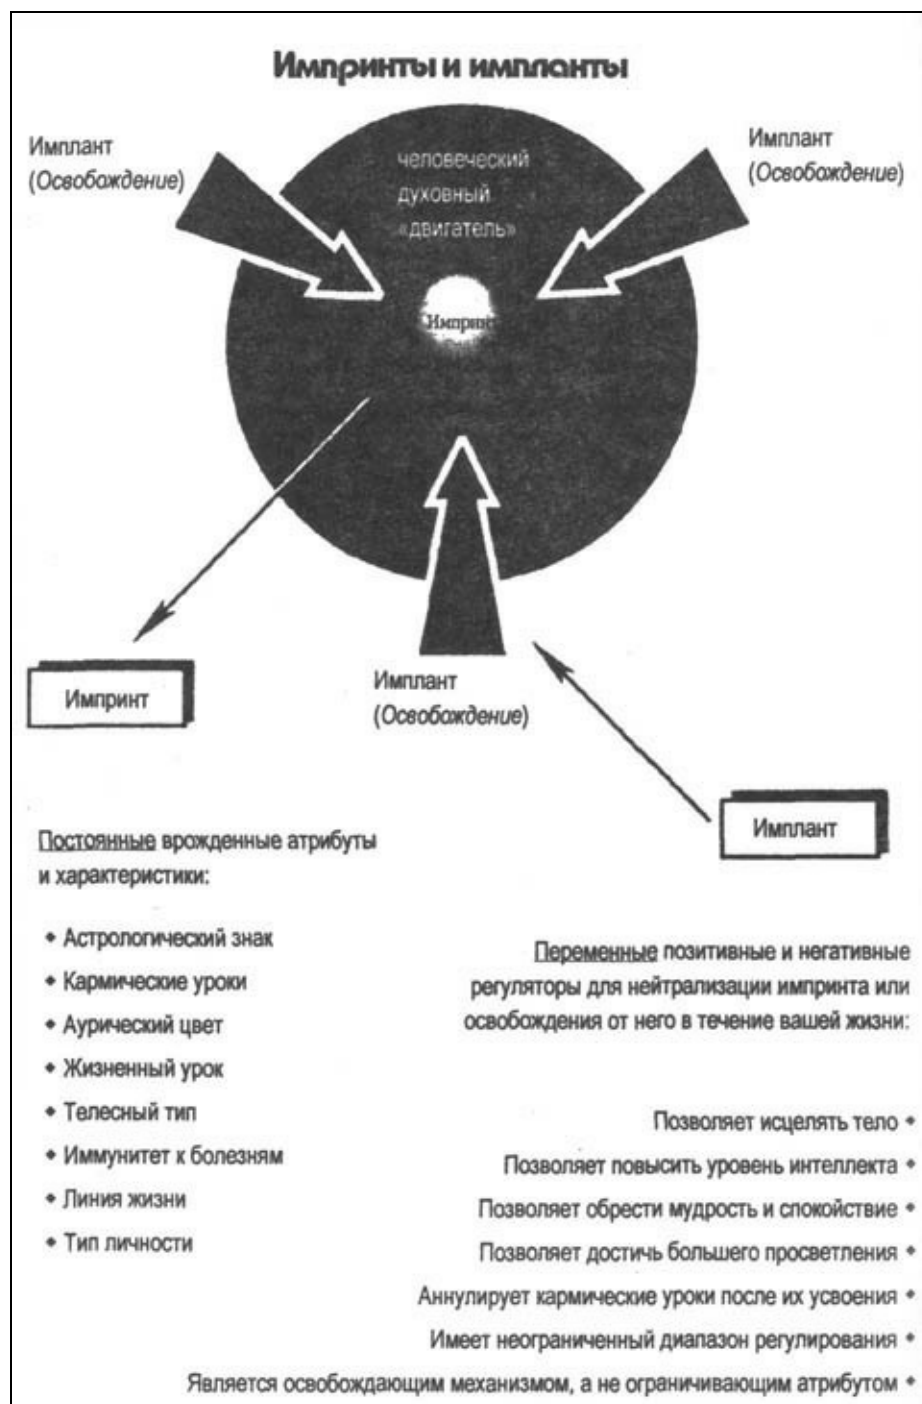 Импринты и импланты
Имплант
(Освобождение)
человеческий
духовный
«двигатель»
Имплант
(Освобождение)
Импринт
Имплант
(Освобождение)
Импринт
Имплант
Постоянные врожденные атрибуты
и характеристики:
• Астрологический знак
• Кармические уроки
• Аурический цвет
• Жизненный урок
• Телесный тип
• Иммунитет к болезням
• Линия жизни
• Тип личности
Переменные позитивные и негативные
регуляторы для нейтрализации импринта или
освобождения от него в течение вашей жизни:
Позволяет исцелять тело •
Позволяет повысить уровень интеллекта •
Позволяет обрести мудрость и спокойствие •
Позволяет достичь большего просветления •
Аннулирует кармические уроки после их усвоения •
Имеет неограниченный диапазон регулирования •
Является освобождающим механизмом, а не ограничивающим атрибутом •